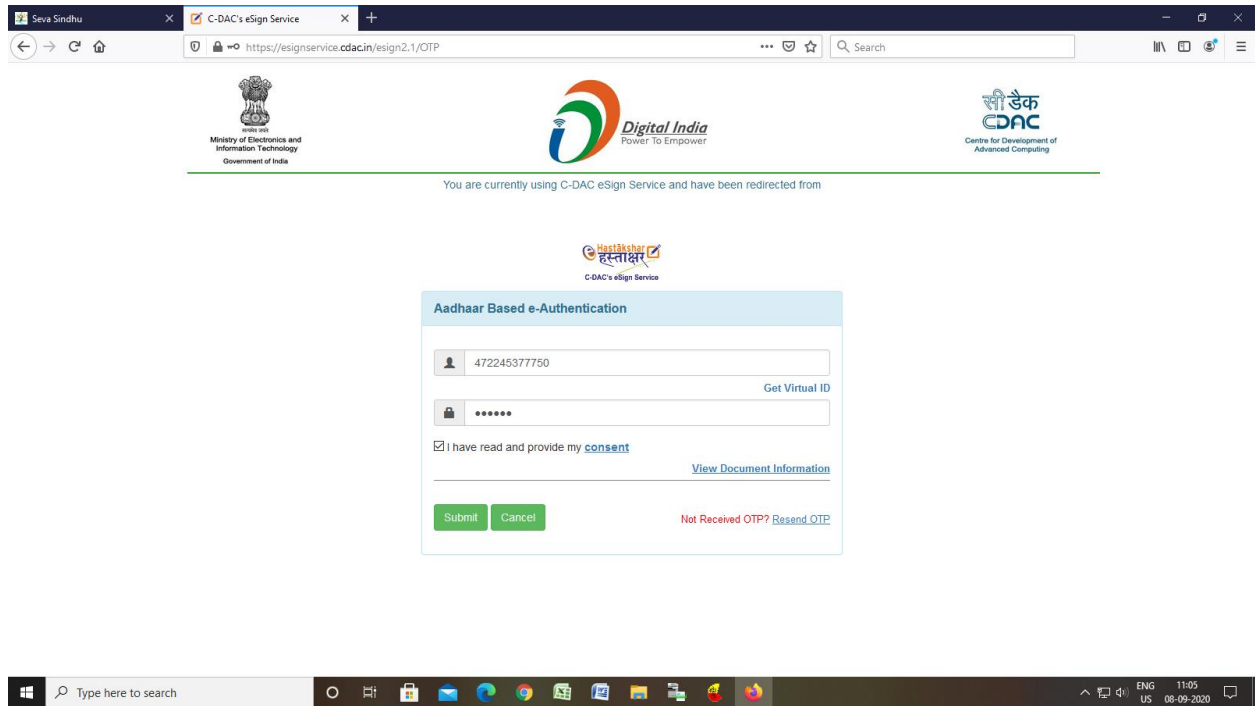 Seva Sindhu
C-DAC's eSign Service
https://esignservice.cdac.in/esign2.1/OTP
Search
सत्यमेव जयते
Ministry of Electronics and
Information Technology
Government of India
Digital India
Power To Empower
सी डैक
CDAC
Centre for Development of
Advanced Computing
You are currently using C-DAC eSign Service and have been redirected from
eHastākshar
हस्ताक्षर
C-DAC's eSign Service
Aadhaar Based e-Authentication
472245377750
Get Virtual ID
••••••
I have read and provide my consent
View Document Information
Submit Cancel Not Received OTP? Resend OTP
Type here to search
ENG 11:05
US 08-09-2020